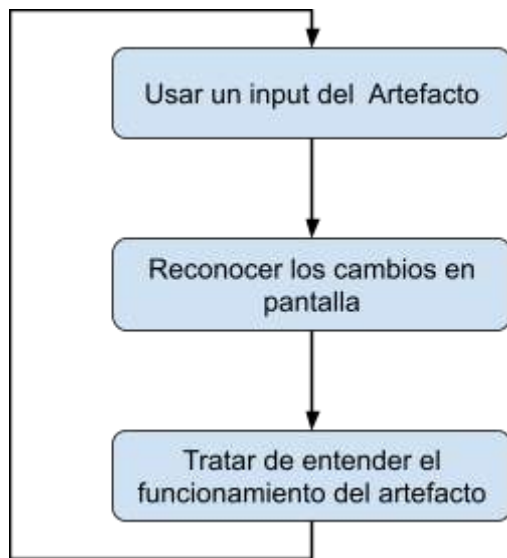 Usar un input del Artefacto
Reconocer los cambios en
pantalla
Tratar de entender el
funcionamiento del artefacto